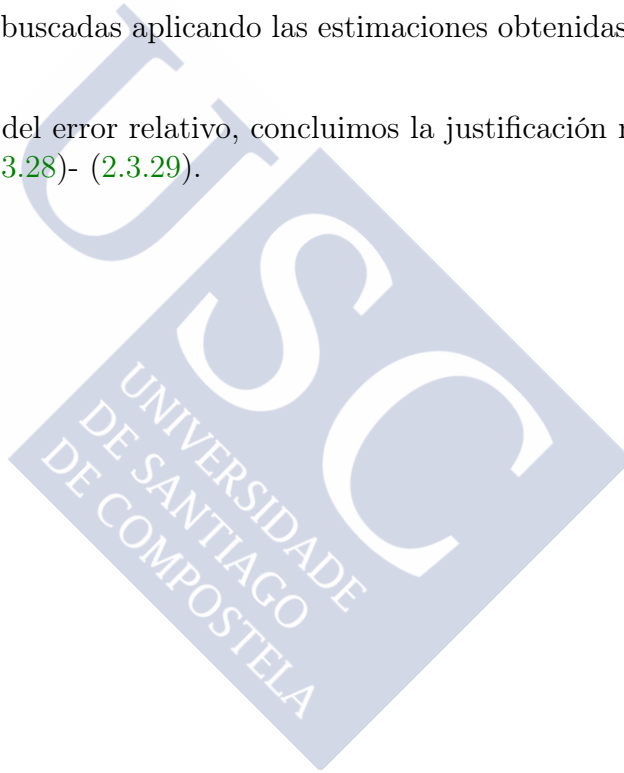 buscadas aplicando las estimaciones obtenidas
del error relativo, concluimos la justificación
3.28)- (2.3.29).
USC
UNIVERSIDADE
DE SANTIAGO
DE COMPOSTELA